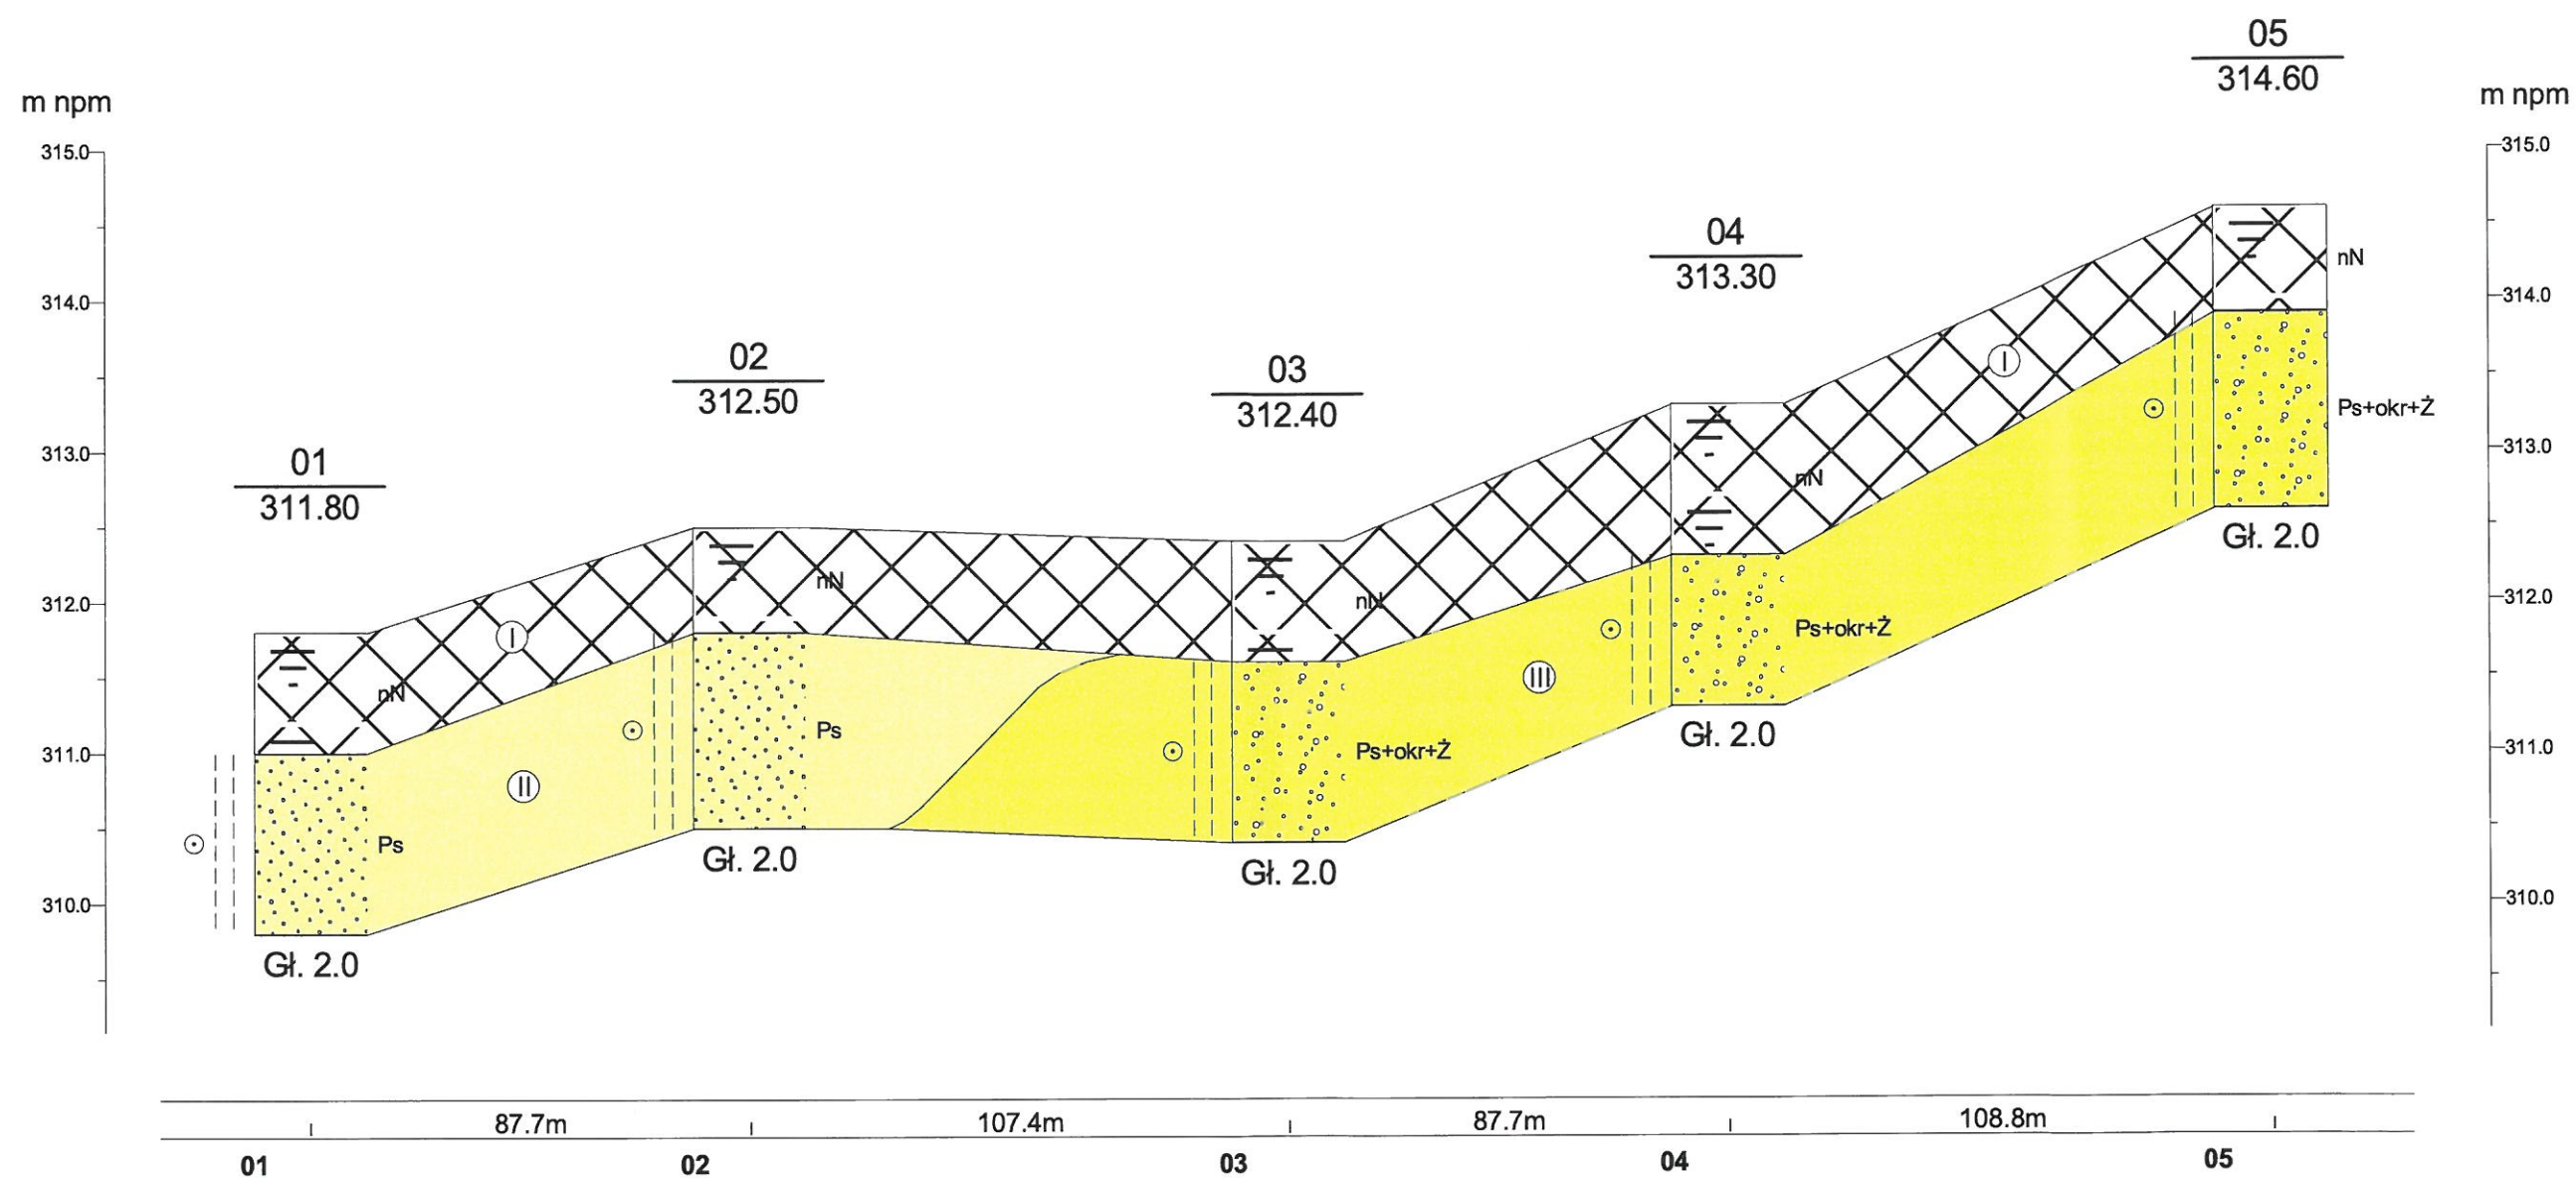 05
314.60
m npm
m npm
315.0
315.0
04
313.30
nN
314.0
314.0
02
312.50
03
312.40
Ps+okr+Ż
313.0
313.0
01
311.80
nN
I
Gł. 2.0
nN
nN
312.0
312.0
I
Ps+okr+Ż
III
nN
Gł. 2.0
Ps
Ps+okr+Ż
311.0
311.0
II
Ps
Gł. 2.0
Gł. 2.0
310.0
310.0
Gł. 2.0
87.7m 107.4m 87.7m 108.8m
01 02 03 04 05